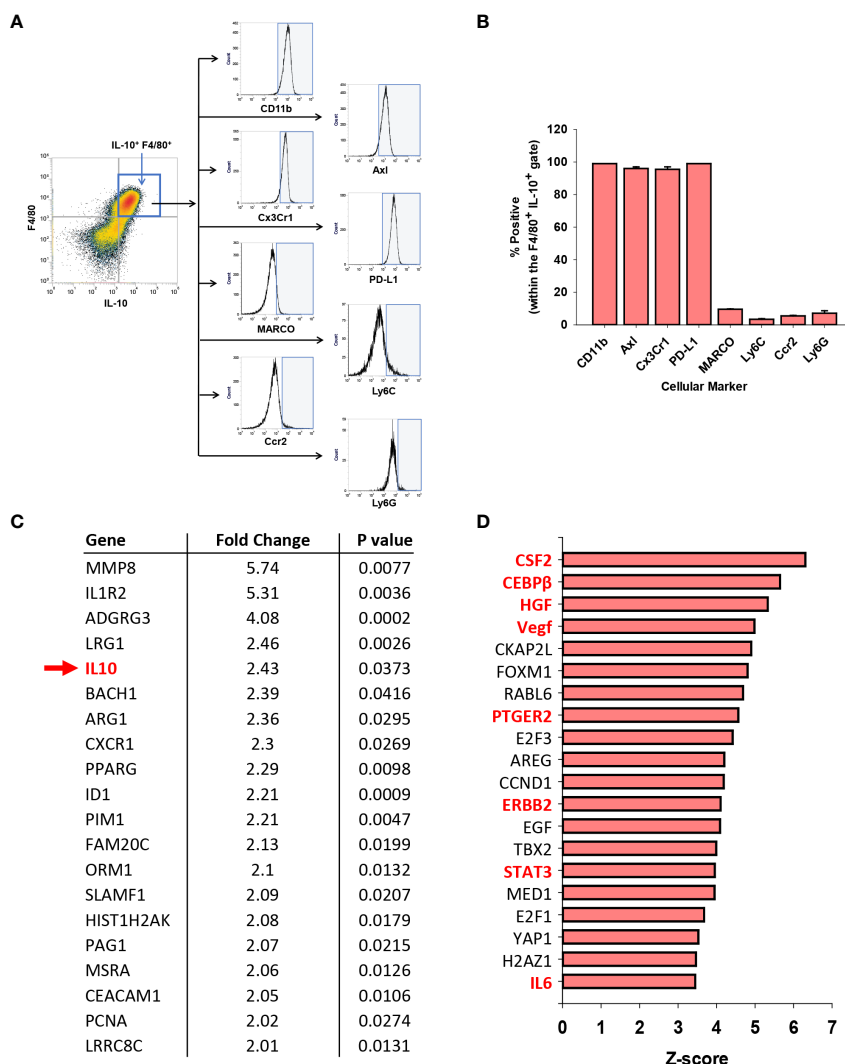 A
IL-10⁺ F4/80⁺
F4/80
IL-10
Count
CD11b
Count
Axl
Count
Cx3Cr1
Count
PD-L1
Count
MARCO
Count
Ly6C
Count
Ccr2
Count
Ly6G
B
% Positive
(within the F4/80⁺ IL-10⁺ gate)
120
100
80
60
40
20
0
CD11b Axl Cx3Cr1 PD-L1 MARCO Ly6C Ccr2 Ly6G
Cellular Marker
C
Gene Fold Change P value
MMP8 5.74 0.0077
IL1R2 5.31 0.0036
ADGRG3 4.08 0.0002
LRG1 2.46 0.0026
IL10 2.43 0.0373
BACH1 2.39 0.0416
ARG1 2.36 0.0295
CXCR1 2.3 0.0269
PPARG 2.29 0.0098
ID1 2.21 0.0009
PIM1 2.21 0.0047
FAM20C 2.13 0.0199
ORM1 2.1 0.0132
SLAMF1 2.09 0.0207
HIST1H2AK 2.08 0.0179
PAG1 2.07 0.0215
MSRA 2.06 0.0126
CEACAM1 2.05 0.0106
PCNA 2.02 0.0274
LRRC8C 2.01 0.0131
D
CSF2
CEBPβ
HGF
Vegf
CKAP2L
FOXM1
RABL6
PTGER2
E2F3
AREG
CCND1
ERBB2
EGF
TBX2
STAT3
MED1
E2F1
YAP1
H2AZ1
IL6
0 1 2 3 4 5 6 7
Z-score